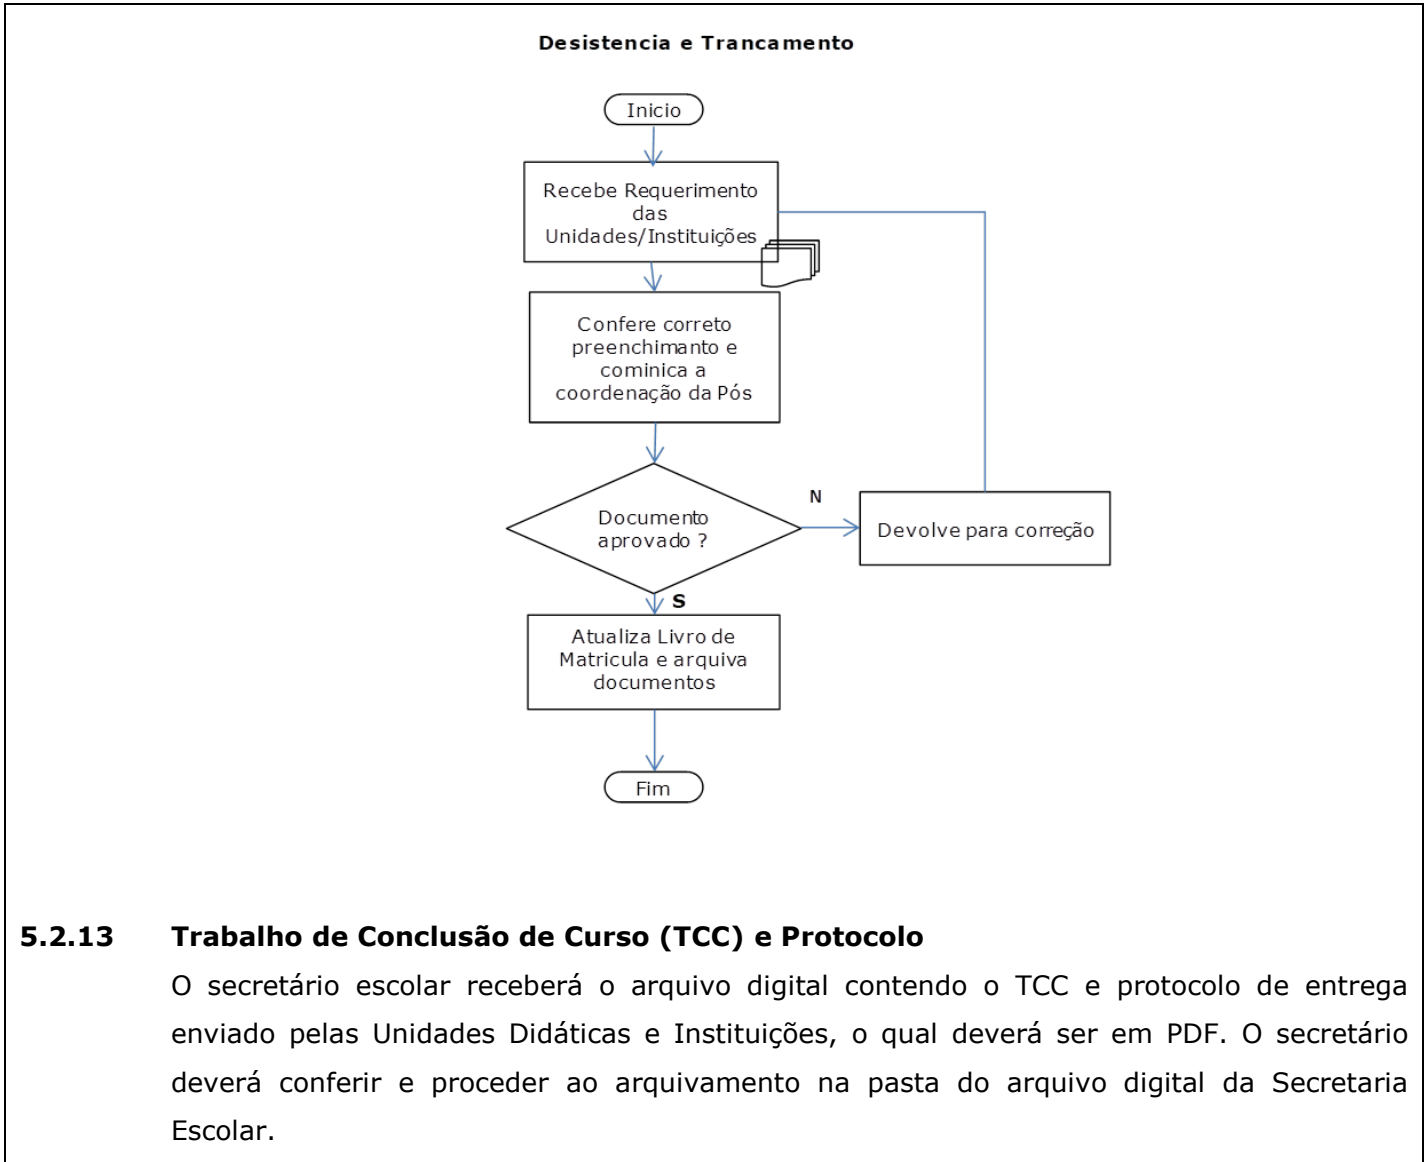 Desistencia e Trancamento
Inicio
Recebe Requerimento
das
Unidades/Instituições
Confere correto
preenchimanto e
cominica a
coordenação da Pós
Documento
aprovado ?
N
Devolve para correção
S
Atualiza Livro de
Matricula e arquiva
documentos
Fim
5.2.13 Trabalho de Conclusão de Curso (TCC) e Protocolo
O secretário escolar receberá o arquivo digital contendo o TCC e protocolo de entrega
enviado pelas Unidades Didáticas e Instituições, o qual deverá ser em PDF. O secretário
deverá conferir e proceder ao arquivamento na pasta do arquivo digital da Secretaria
Escolar.